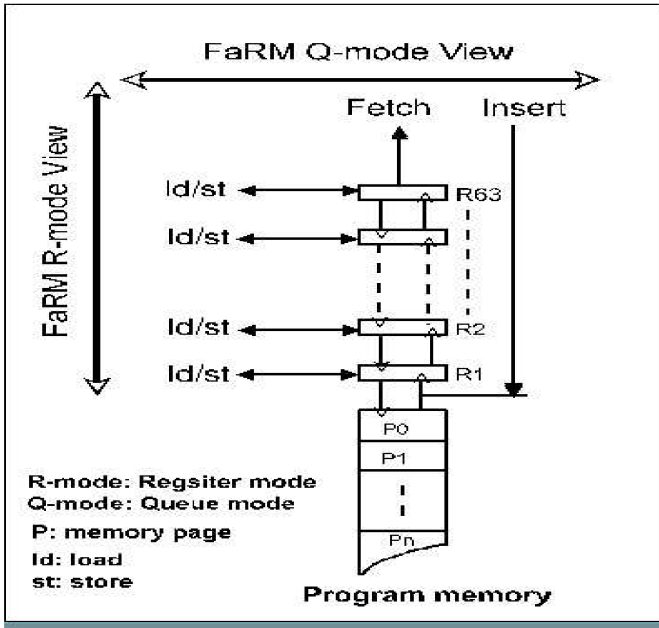 FaRM Q-mode View
FaRM R-mode View
Fetch Insert
ld/st R63
ld/st
ld/st R2
ld/st R1
P0
P1
Pn
R-mode: Regsiter mode
Q-mode: Queue mode
P: memory page
ld: load
st: store
Program memory